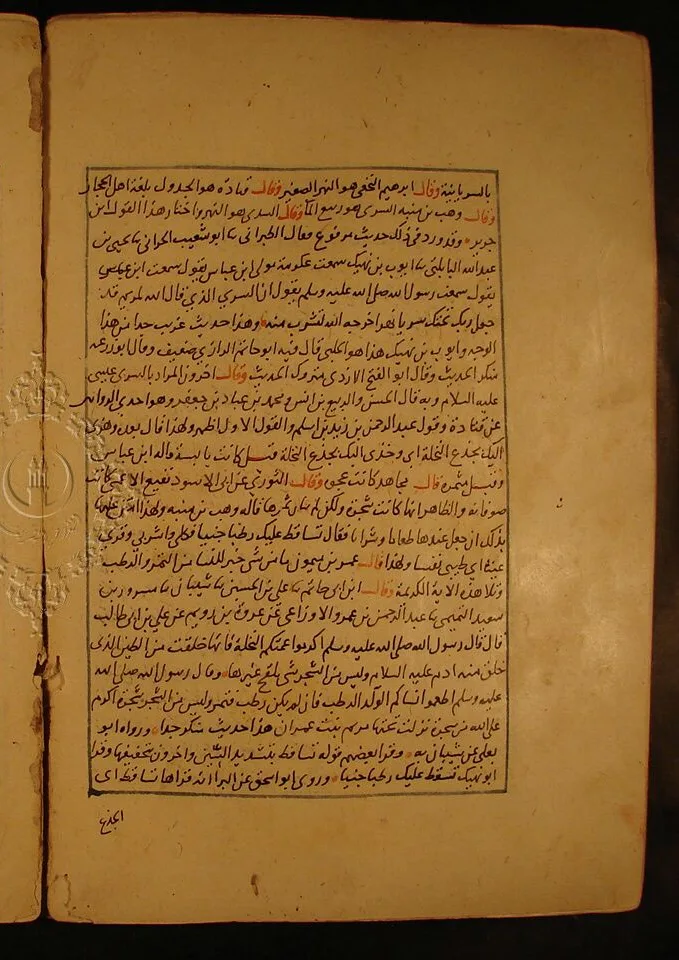 بالسريانية وقال ابرهيم النخعي هو النهر الصغير وقال قتادة هو الجدول بلغة اهل الحجاز
وقال وهب بن منبه السري هو ربيع الماء وقال السدي هو النهر واختار هذا القول ابن
جرير وقد ورد في ذلك حديث مرفوع فقال الطبراني ثنا ابو شعيب الحراني ثنا يحيى بن
عبد الله البابلتي ثنا ايوب بن نهيك سمعت عكرمة مولى ابن عباس يقول سمعت ابن عباس
يقول سمعت رسول الله صلى الله عليه وسلم يقول ان السري الذي قال الله لمريم قد
جعل ربك تحتك سريا نهر اخرجه الله لتشرب منه وهذا حديث غريب جدا من هذا
الوجه وايوب بن نهيك هذا هو الحلبي قال فيه ابو حاتم الرازي ضعيف وقال ابو زرعة
منكر الحديث وقال ابو الفتح الازدي متروك الحديث وقال اخرون المراد بالسري عيسى
عليه السلام وبه قال الحسن والربيع بن انس ومحمد بن عباد بن جعفر وهو احدى الروايتين
عن قتادة وقول عبد الرحمن بن زيد بن اسلم والقول الاول اظهر ولهذا قال بعده وهزي
اليك بجذع النخلة اي وخذي اليك بجذع النخلة قيل كانت يابسة قاله ابن عباس
وقيل مثمرة قال مجاهد كانت عجوة وقال الثوري عن ابي الاسود نفيع الاعمى كانت
صرفانة والظاهر انها كانت شجرة ولكن لم تكن في ثمرها قاله وهب بن منبه ولهذا امتن عليها
بذلك ان جعل عندها طعاما وشرابا فقال تساقط عليك رطبا جنيا فكلي واشربي وقري
عينا اي طيبي نفسا ولهذا قال عمرو بن ميمون ما من شي خير للنفساء من التمر والرطب
وتلا هذه الاية الكريمة وقال ابن ابي حاتم ثنا علي بن الحسين ثنا شيبان ثنا مسرور بن
سعيد التميمي ثنا عبد الرحمن بن عمرو الاوزاعي عن عروة بن رويم عن علي بن ابي طالب
قال قال رسول الله صلى الله عليه وسلم اكرموا عمتكم النخلة فانها خلقت من الطين الذي
خلق منه ادم عليه السلام وليس من الشجر شي يلقح غيرها وقال رسول الله صلى الله
عليه وسلم اطعموا نساكم الولد الرطب فان لم يكن رطب فتمر وليس من الشجر شجرة اكرم
على الله من شجرة نزلت تحتها مريم بنت عمران هذا حديث منكر جدا ورواه ابو
يعلى عن شيبان به وقرا بعضهم قوله تساقط بتشديد السين واخرون بتخفيفها وقرا
ابو نهيك تسقط عليك رطبا جنيا وروى ابو اسحق عن البراء انه قراها تساقط اي
الجذع